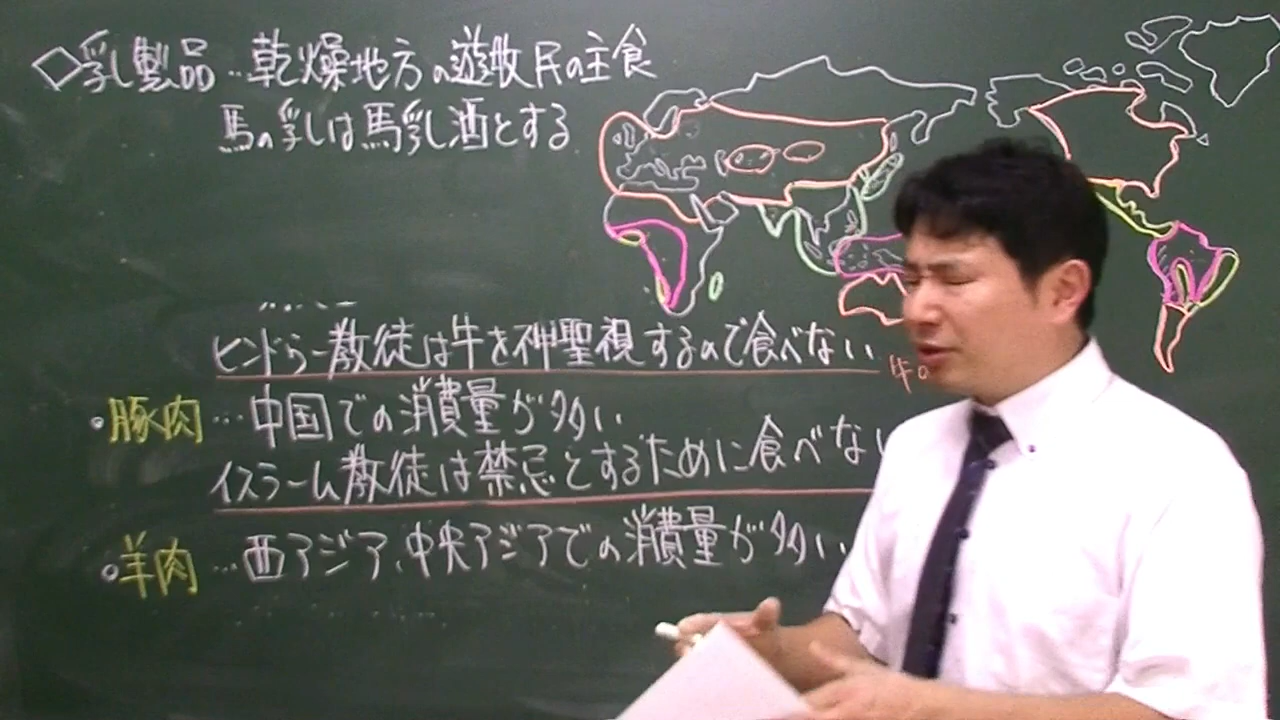 ◇乳製品…乾燥地方の遊牧民の主食
馬の乳しは馬乳酒とする
ヒンドゥー教徒は牛を神聖視するので食べない
牛
・豚肉…中国での消費量が多い
イスラーム教徒は禁忌とするために食べな
・羊肉…西アジア、中央アジアでの消費量が多い